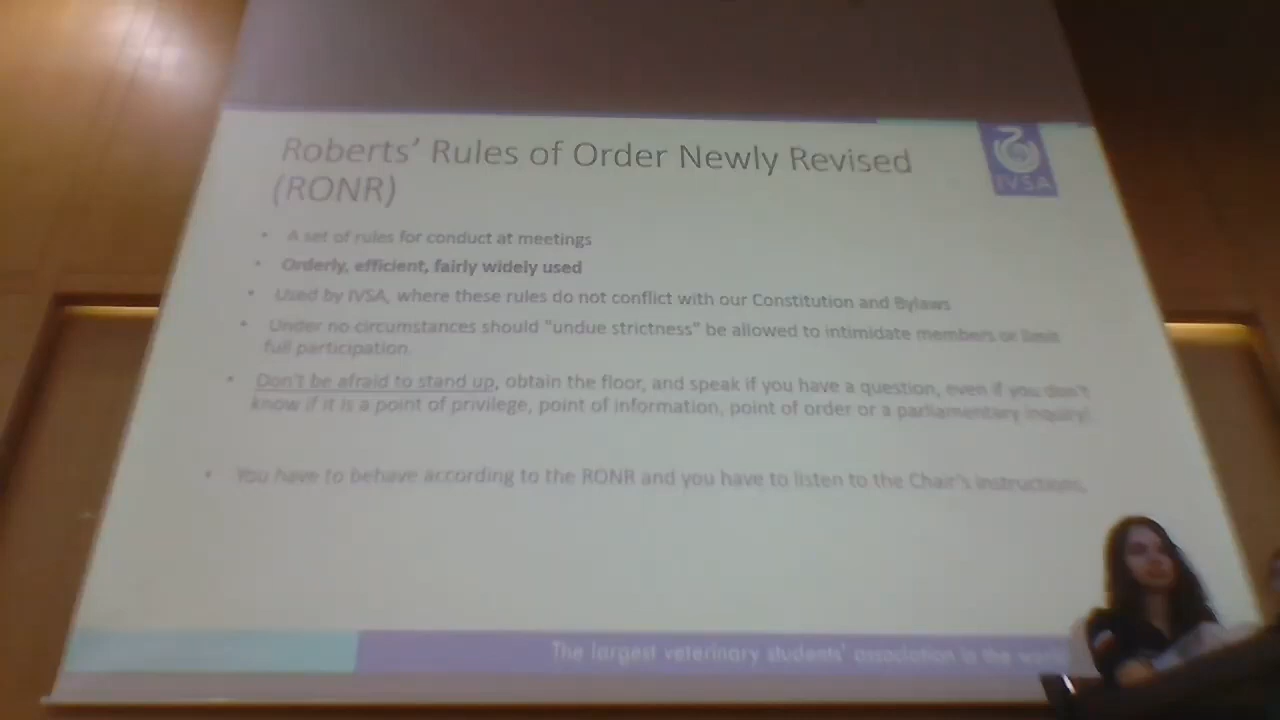 Roberts' Rules of Order Newly Revised
(RONR)
IVSA
• A set of rules for conduct at meetings
• Orderly, efficient, fairly widely used
• Used by IVSA, where these rules do not conflict with our Constitution and Bylaws
• Under no circumstances should "undue strictness" be allowed to intimidate members or limit
full participation.
• Don't be afraid to stand up, obtain the floor, and speak if you have a question, even if you don't
know if it is a point of privilege, point of information, point of order or a parliamentary inquiry!
• You have to behave according to the RONR and you have to listen to the Chair's instructions.
The largest veterinary students' association in the